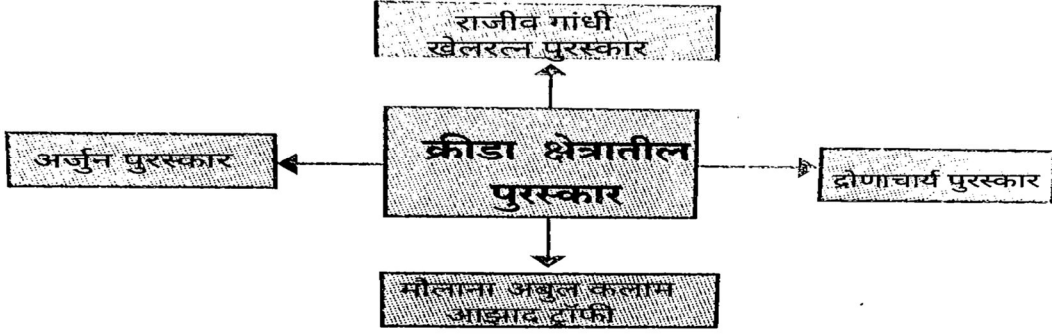 राजीव गांधी
खेलरत्न पुरस्कार
अर्जुन पुरस्कार
क्रीडा क्षेत्रातील
पुरस्कार
द्रोणाचार्य पुरस्कार
मौलाना अबुल कलाम
आझाद ट्रॉफी